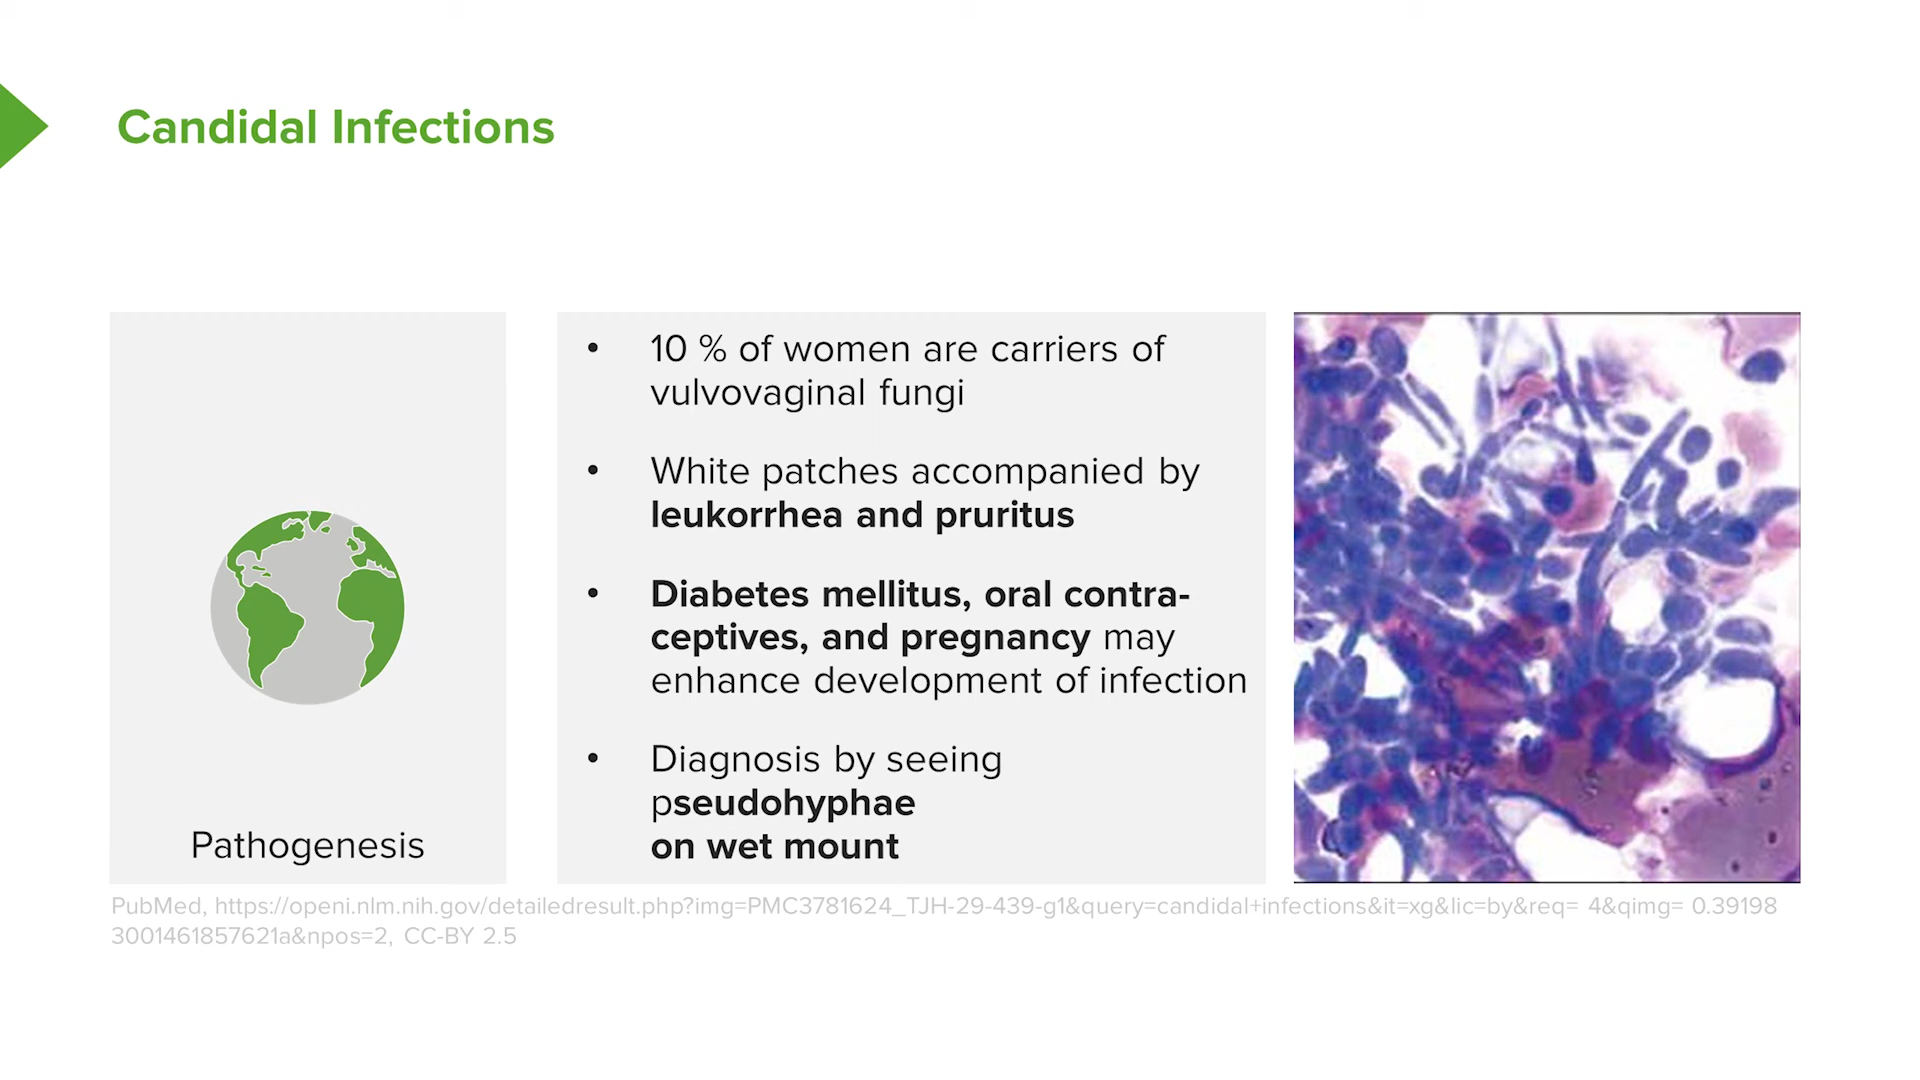 Candidal Infections
• 10 % of women are carriers of
vulvovaginal fungi
• White patches accompanied by
leukorrhea and pruritus
• Diabetes mellitus, oral contra-
ceptives, and pregnancy may
enhance development of infection
• Diagnosis by seeing
pseudohyphae
on wet mount
Pathogenesis
PubMed, https://openi.nlm.nih.gov/detailedresult.php?img=PMC3781624_TJH-29-439-g1&query=candidal+infections&it=xg&lic=by&req= 4&qimg= 0.39198
3001461857621a&npos=2, CC-BY 2.5